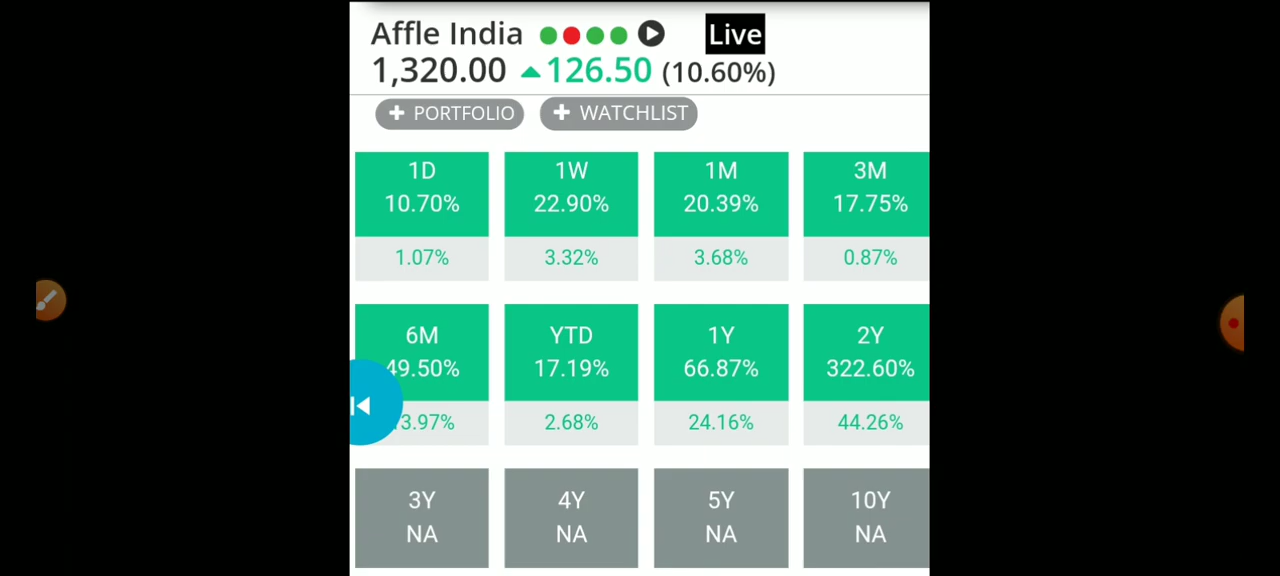 Affle India Live
1,320.00 ▲126.50 (10.60%)
+ PORTFOLIO + WATCHLIST
1D 1W 1M 3M
10.70% 22.90% 20.39% 17.75%
1.07% 3.32% 3.68% 0.87%
6M YTD 1Y 2Y
49.50% 17.19% 66.87% 322.60%
3.97% 2.68% 24.16% 44.26%
3Y 4Y 5Y 10Y
NA NA NA NA